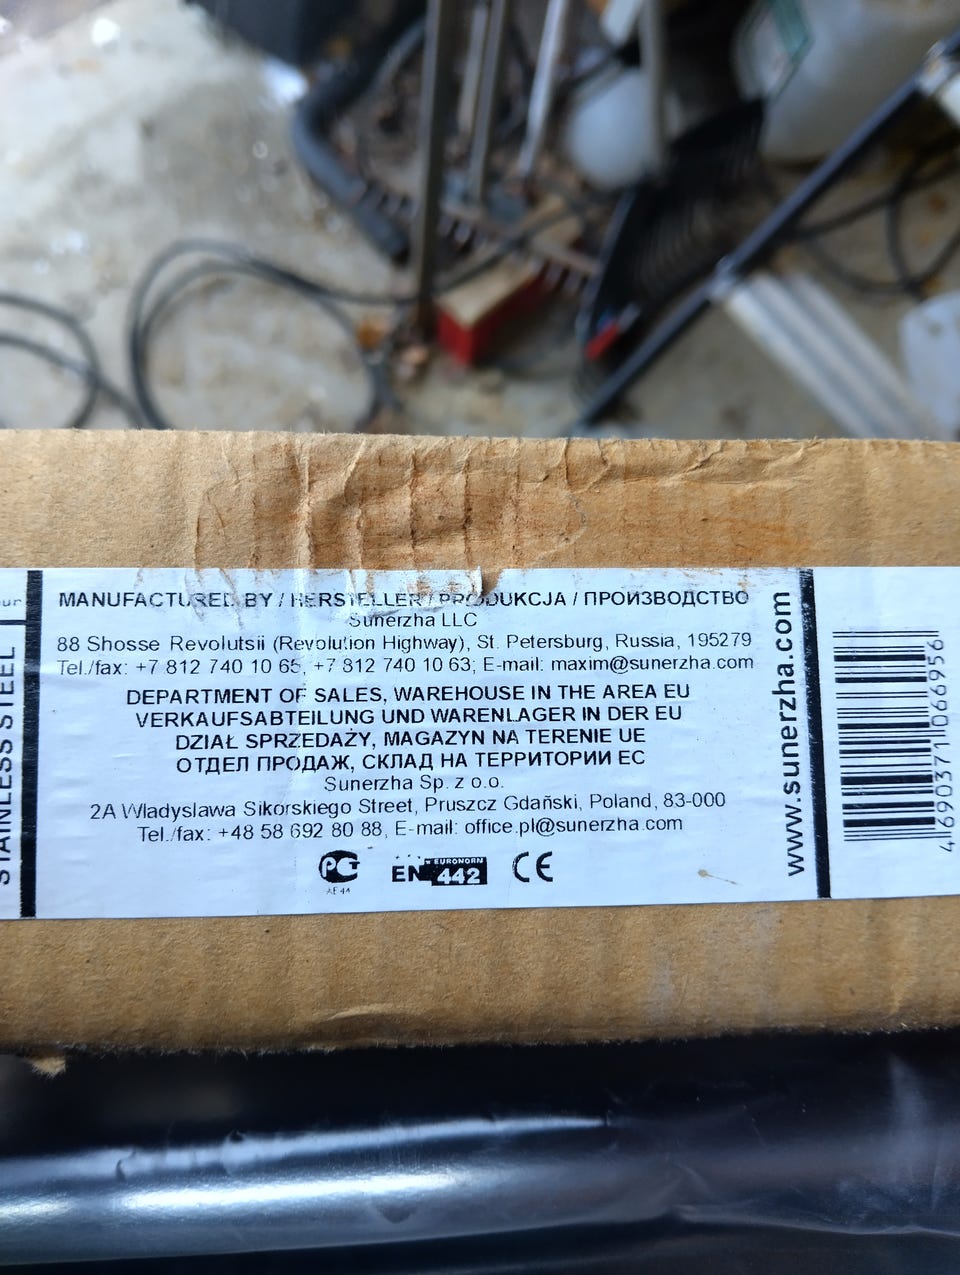 STAINLESS STEEL
MANUFACTURED BY / HERSTELLER / PRODUKCJA / ПРОИЗВОДСТВО
Sunerzha LLC
88 Shosse Revolutsii (Revolution Highway), St. Petersburg, Russia, 195279
Tel./fax: +7 812 740 10 65, +7 812 740 10 63; E-mail: maxim@sunerzha.com
DEPARTMENT OF SALES, WAREHOUSE IN THE AREA EU
VERKAUFSABTEILUNG UND WARENLAGER IN DER EU
DZIAŁ SPRZEDAŻY, MAGAZYN NA TERENIE UE
ОТДЕЛ ПРОДАЖ, СКЛАД НА ТЕРРИТОРИИ ЕС
Sunerzha Sp. z o.o.
2A Wladyslawa Sikorskiego Street, Pruszcz Gdański, Poland, 83-000
Tel./fax: +48 58 692 80 88, E-mail: office.pl@sunerzha.com
РСТ EN EURONORM 442 CE
www.sunerzha.com
4690371066956